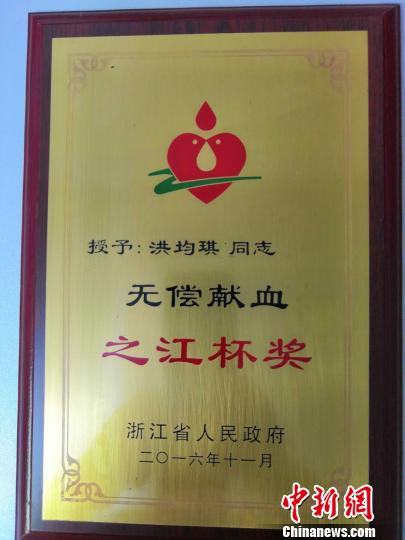 授予：洪均琪 同志
无偿献血
之江杯奖
浙江省人民政府
二〇一六年十一月
中新网
Chinanews.com